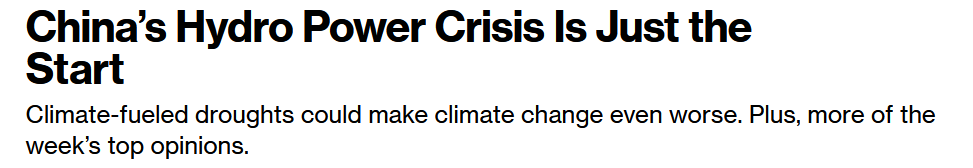 China’s Hydro Power Crisis Is Just the
Start
Climate-fueled droughts could make climate change even worse. Plus, more of the
week’s top opinions.